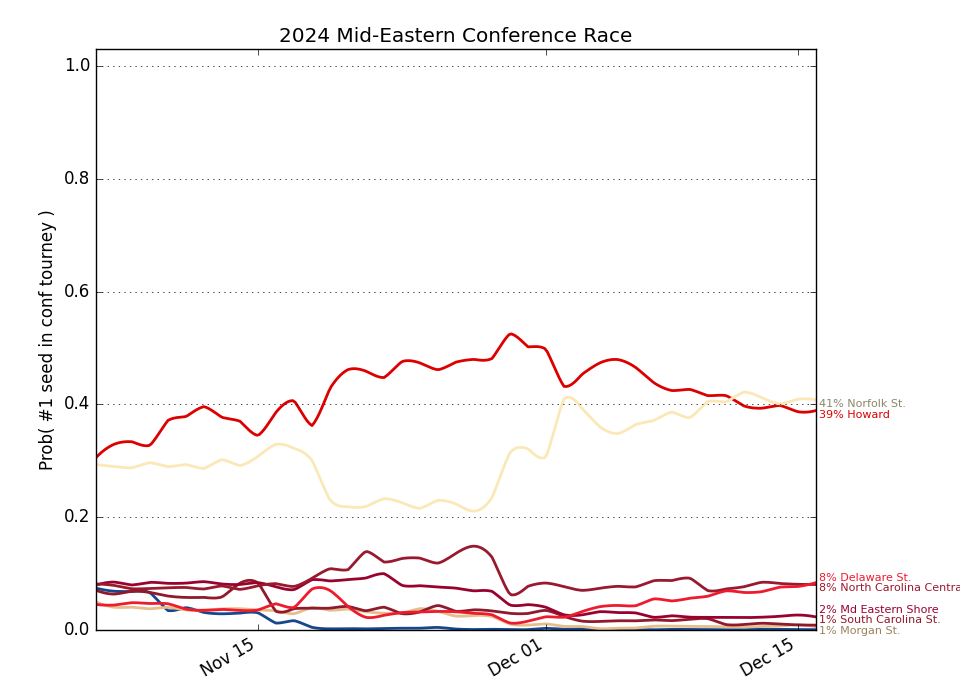 2024 Mid-Eastern Conference Race
Prob( #1 seed in conf tourney )
1.0
0.8
0.6
0.4
0.2
0.0
Nov 15
Dec 01
Dec 15
41% Norfolk St.
39% Howard
8% Delaware St.
8% North Carolina Centra
2% Md Eastern Shore
1% South Carolina St.
1% Morgan St.